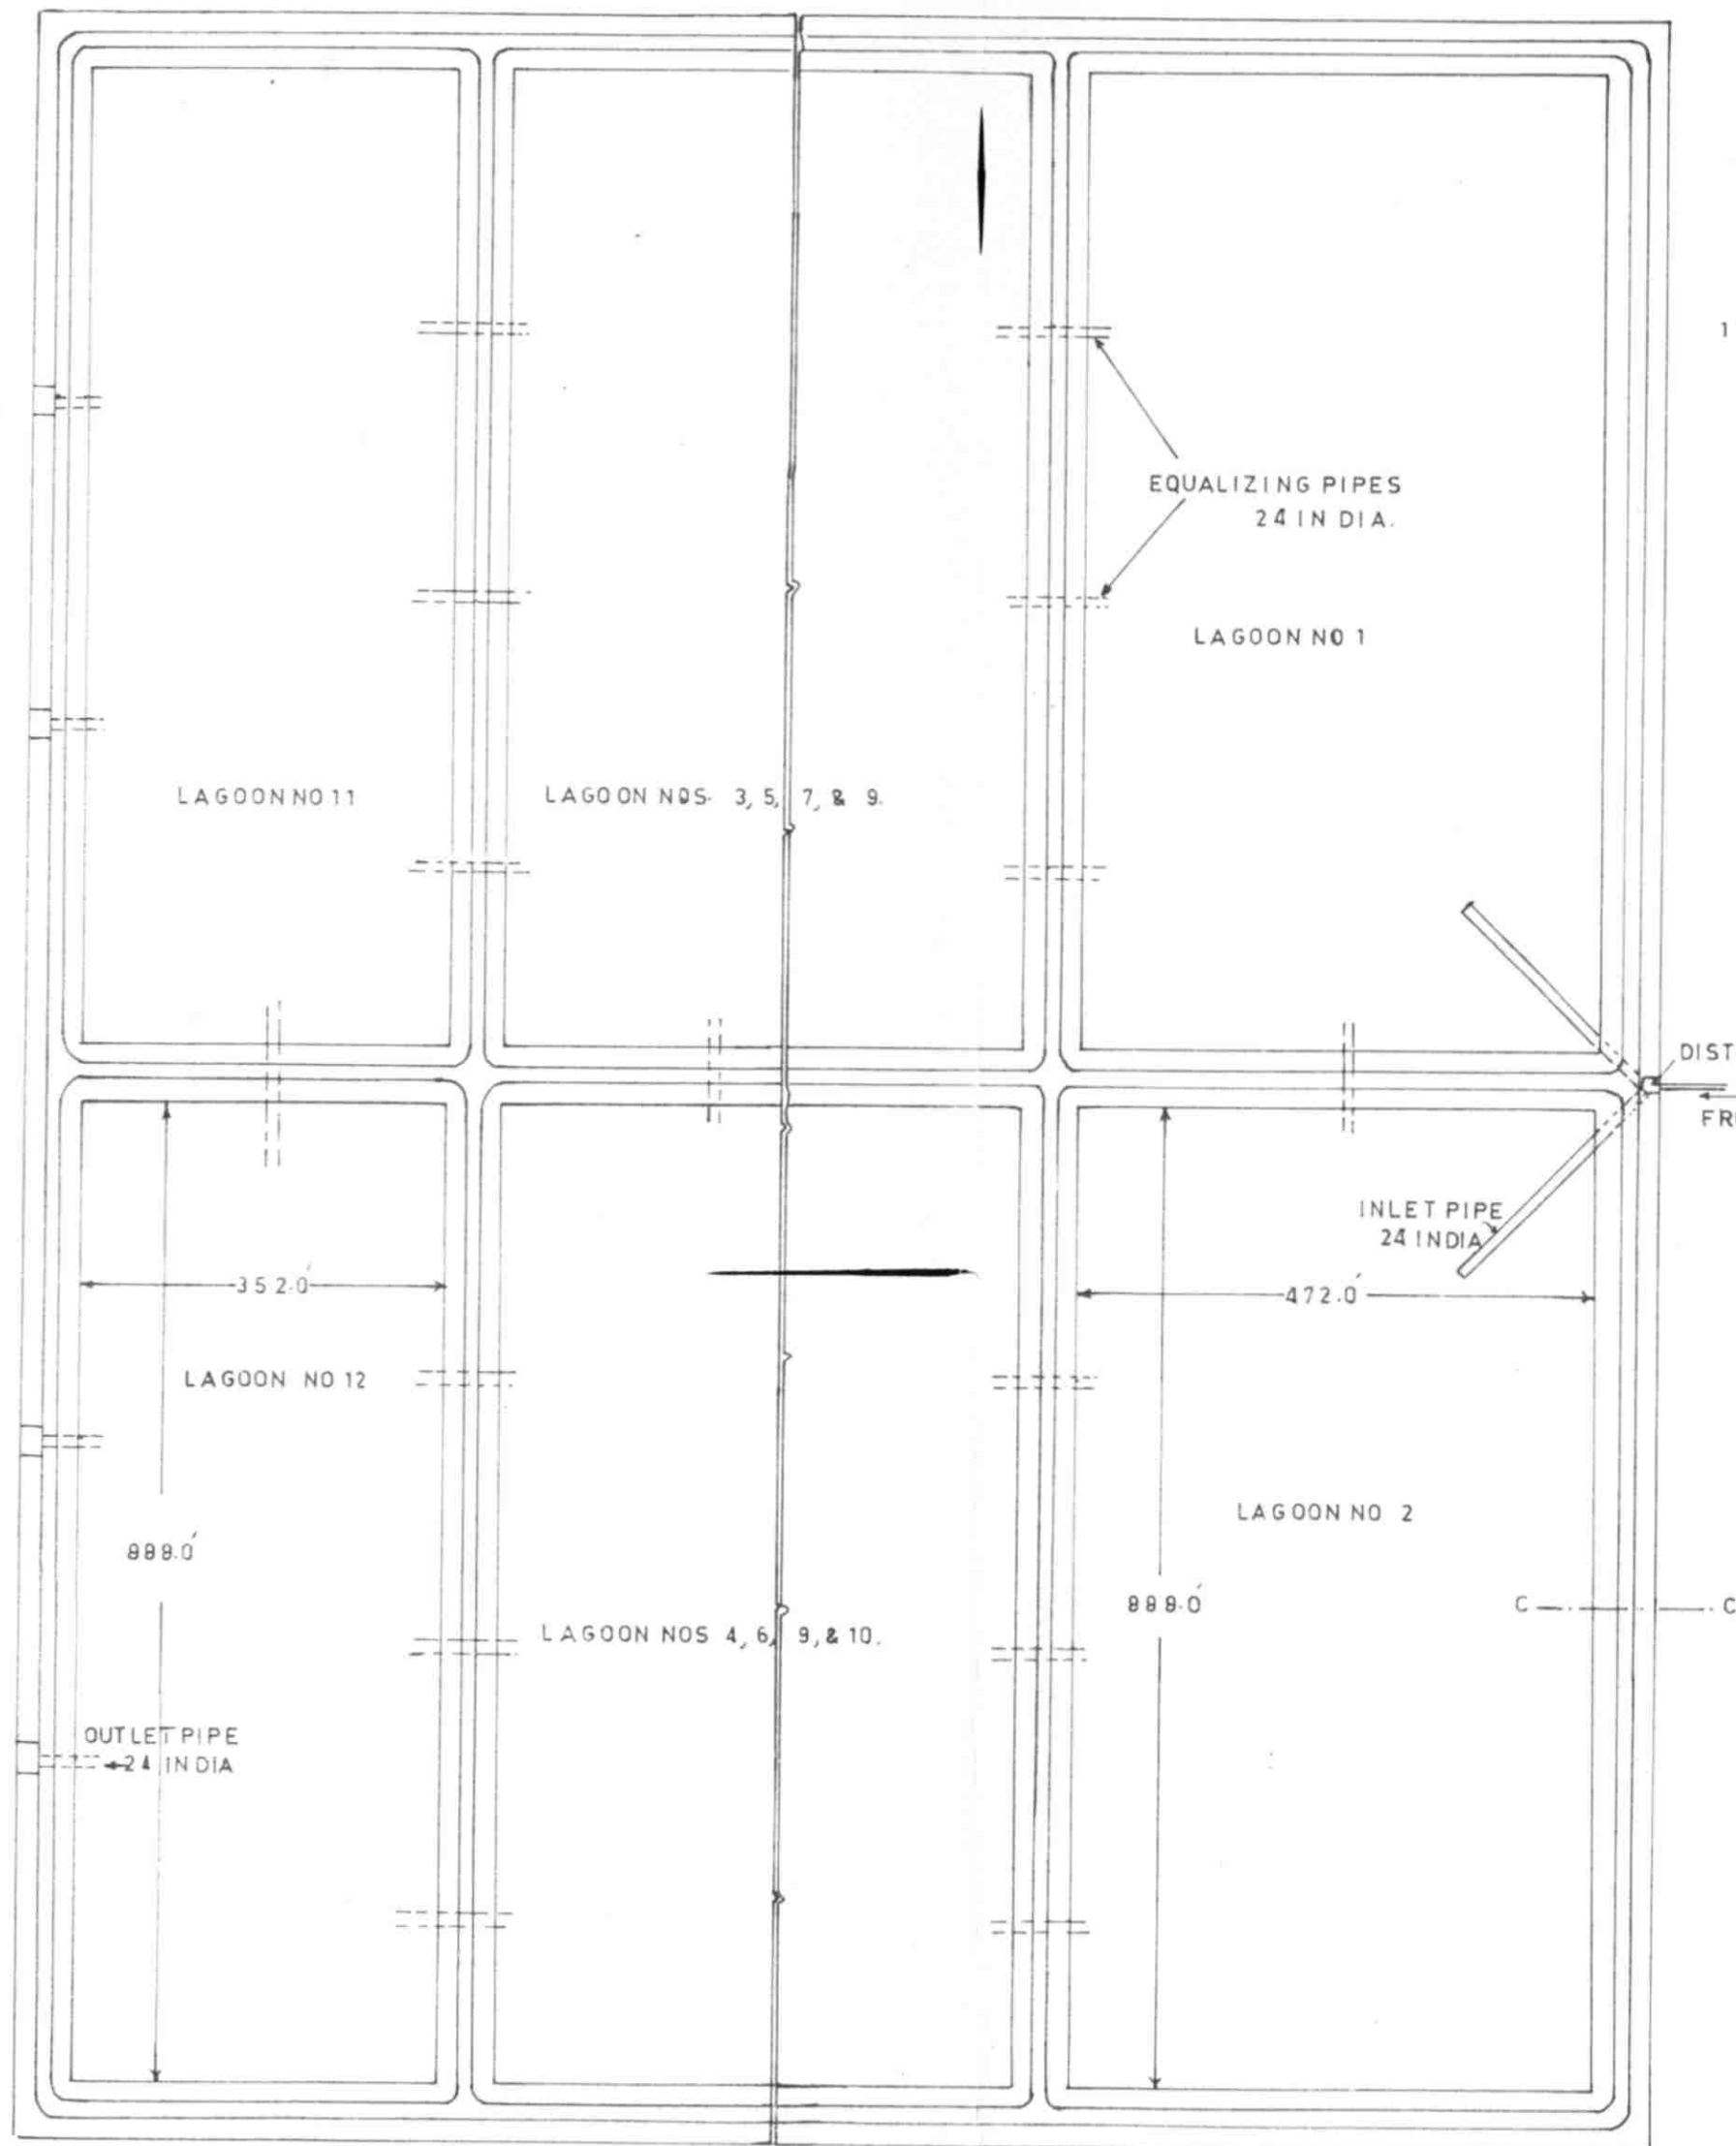 1
EQUALIZING PIPES
24 IN DIA.
LAGOON NO 1
LAGOON NO 11
LAGOON NOS. 3, 5, 7, & 9.
DIST
FR
INLET PIPE
24 IN DIA
352.0'
472.0'
LAGOON NO 12
LAGOON NO 2
888.0'
888.0'
C C
LAGOON NOS 4, 6, 9, & 10.
OUTLET PIPE
24 IN DIA